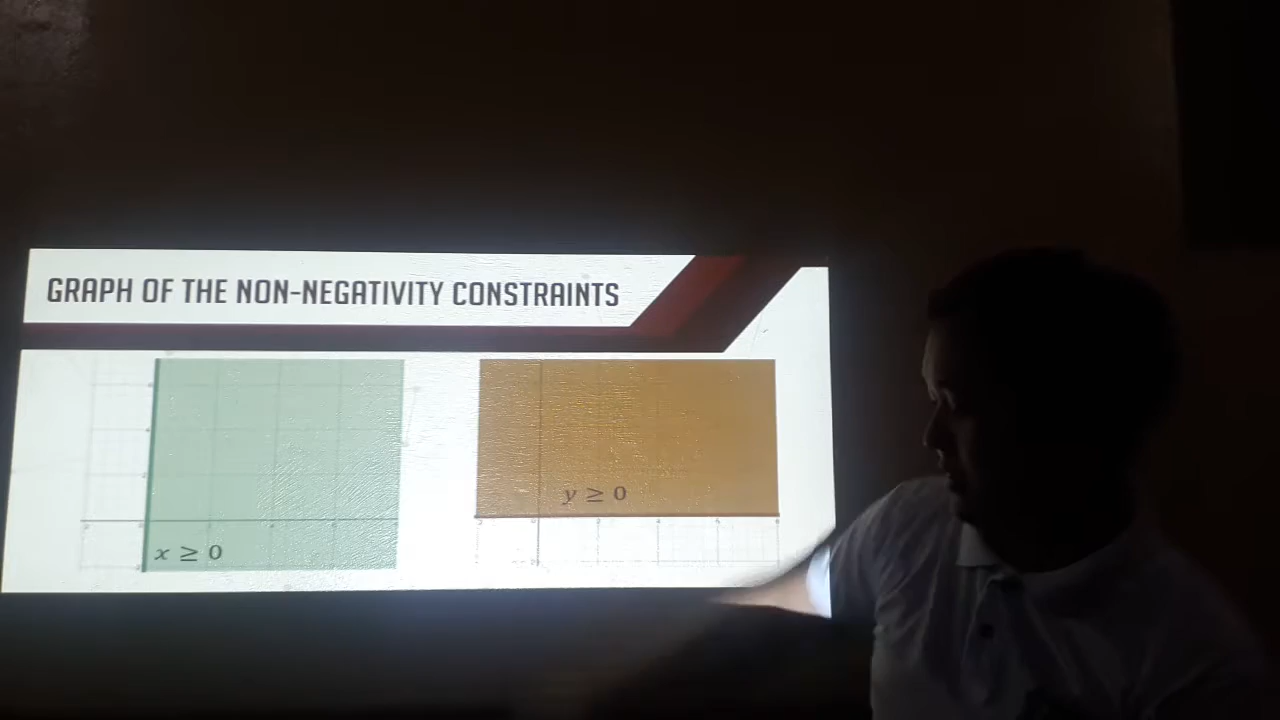 GRAPH OF THE NON-NEGATIVITY CONSTRAINTS
x ≥ 0
y ≥ 0